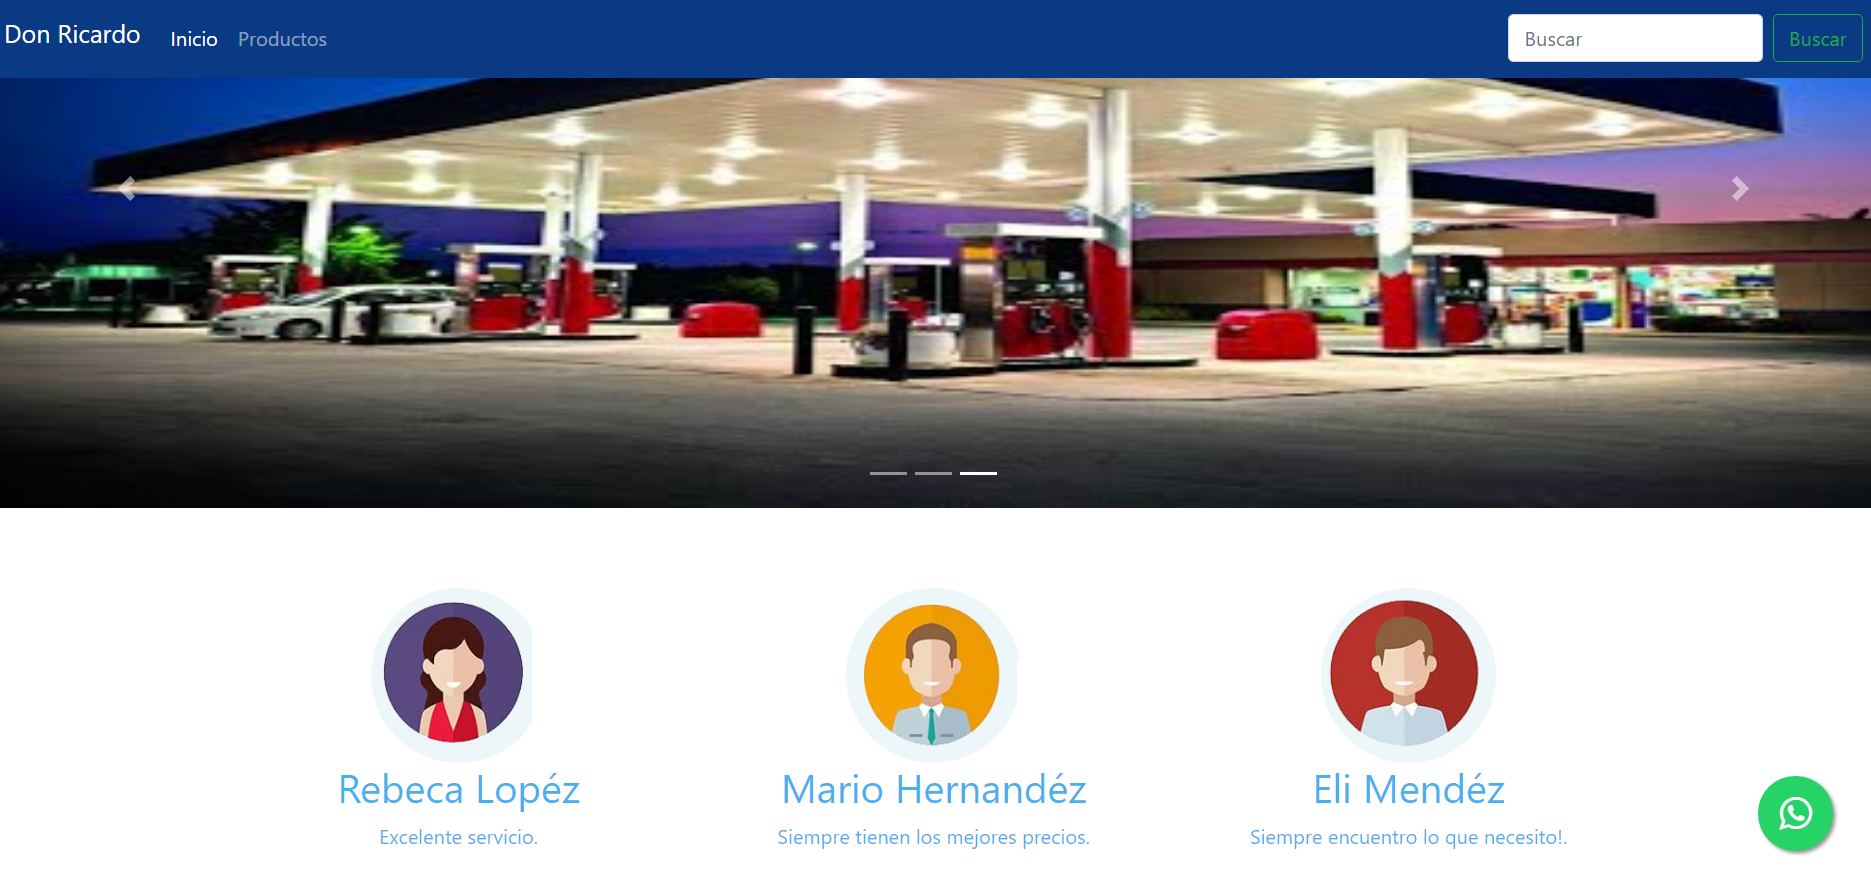 Don Ricardo
Inicio
Productos
Buscar
Buscar
Rebeca Lopéz
Excelente servicio.
Mario Hernandéz
Siempre tienen los mejores precios.
Eli Mendéz
Siempre encuentro lo que necesito!.